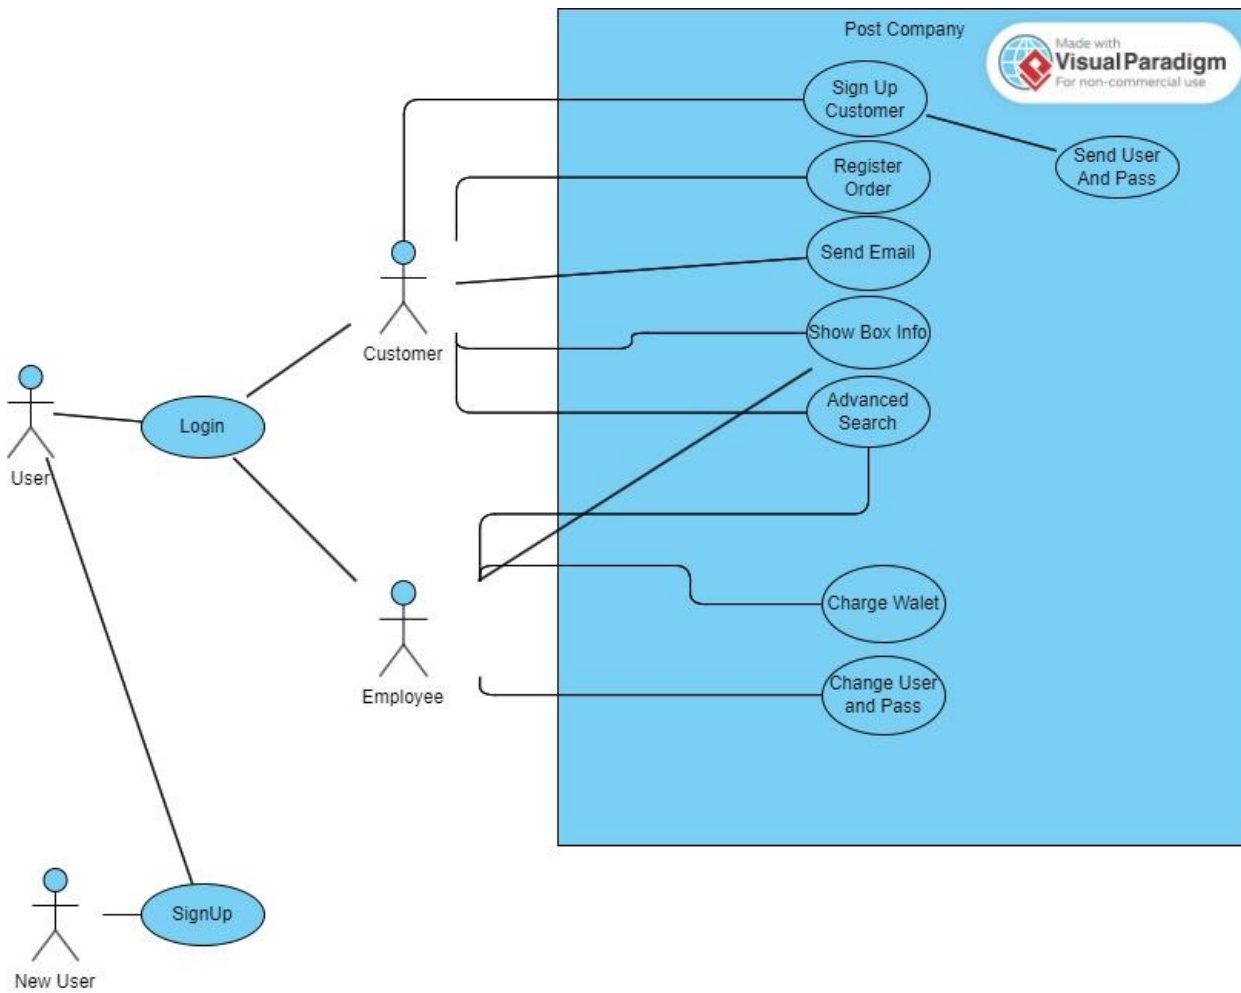 Post Company
Made with
Visual Paradigm
For non-commercial use
Sign Up
Customer
Send User
And Pass
Register
Order
Send Email
Show Box Info
Customer
Advanced
Search
Login
User
Charge Walet
Employee
Change User
and Pass
SignUp
New User